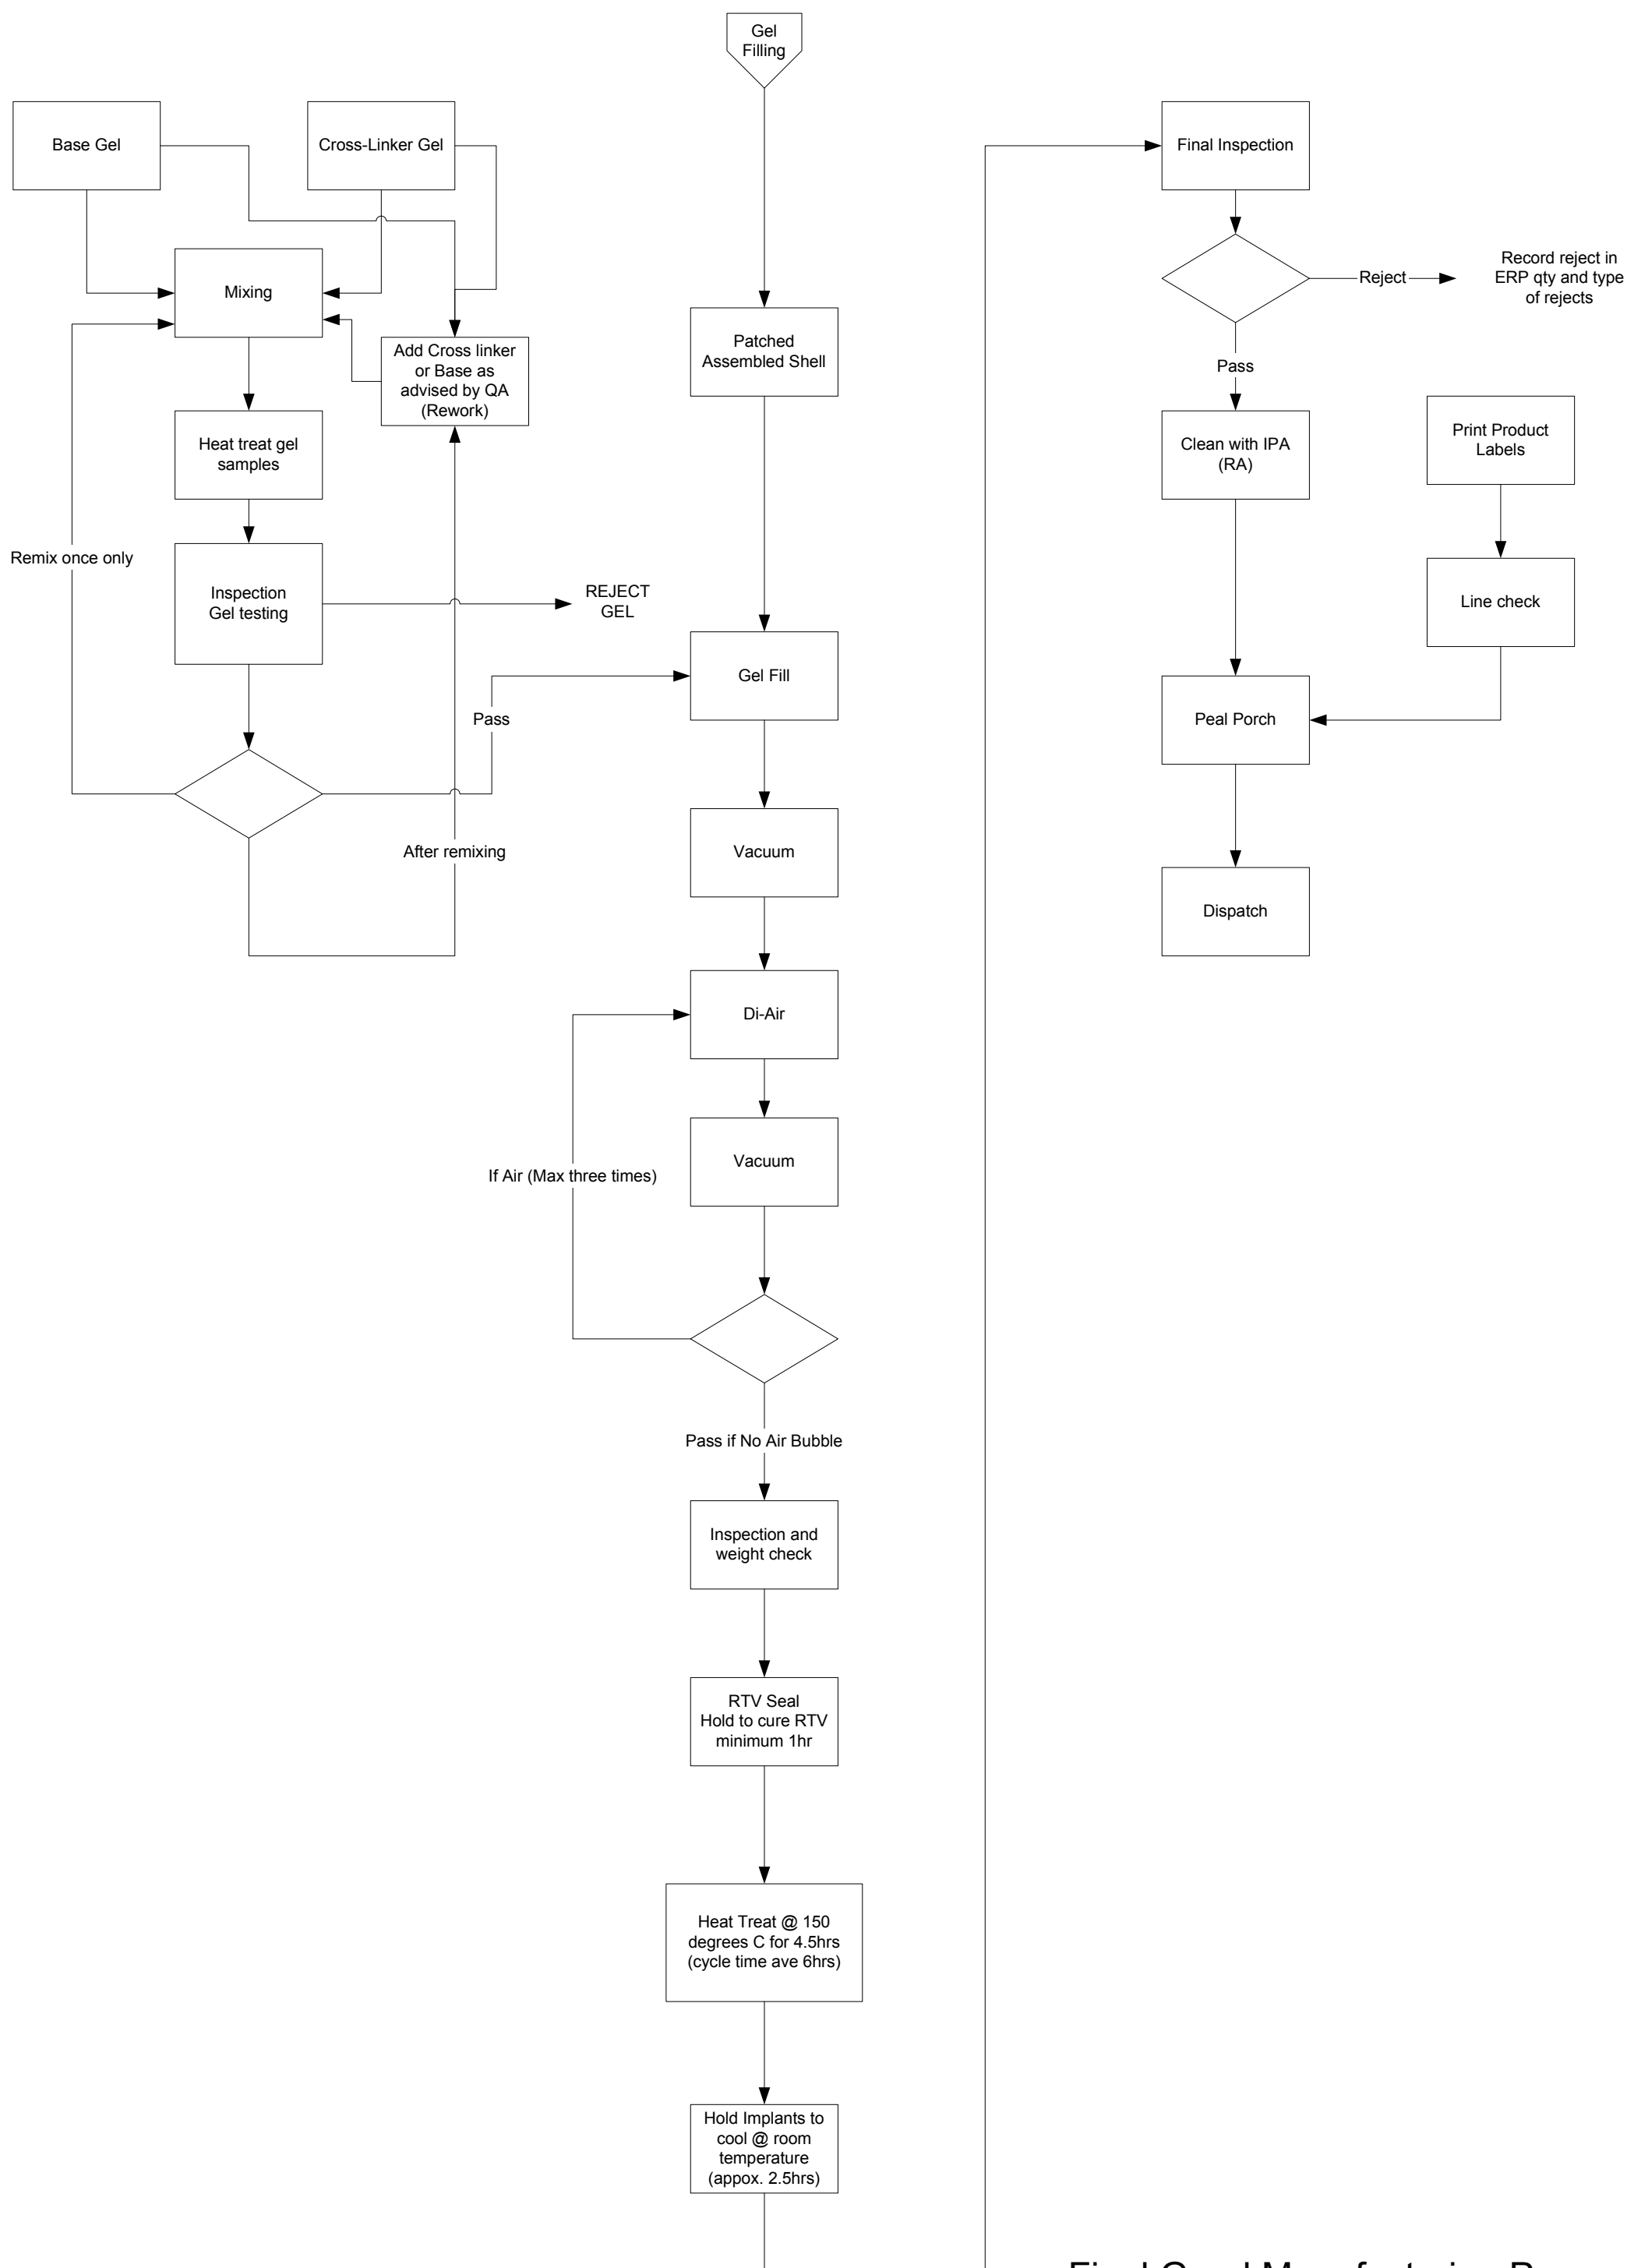 Gel
Filling
Base Gel
Cross-Linker Gel
Final Inspection
Mixing
Reject
Record reject in
ERP qty and type
of rejects
Patched
Assembled Shell
Add Cross linker
or Base as
advised by QA
(Rework)
Pass
Heat treat gel
samples
Clean with IPA
(RA)
Print Product
Labels
Remix once only
Inspection
Gel testing
REJECT
GEL
Line check
Gel Fill
Pass
Peal Porch
Vacuum
After remixing
Dispatch
Di-Air
Vacuum
If Air (Max three times)
Pass if No Air Bubble
Inspection and
weight check
RTV Seal
Hold to cure RTV
minimum 1hr
Heat Treat @ 150
degrees C for 4.5hrs
(cycle time ave 6hrs)
Hold Implants to
cool @ room
temperature
(appox. 2.5hrs)